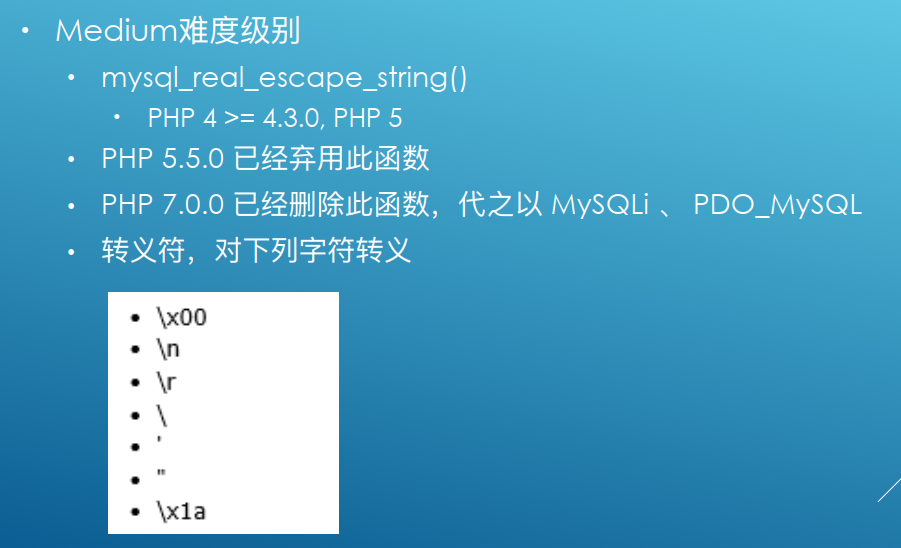 • Medium难度级别
• mysql_real_escape_string()
• PHP 4 >= 4.3.0, PHP 5
• PHP 5.5.0 已经弃用此函数
• PHP 7.0.0 已经删除此函数，代之以 MySQLi 、 PDO_MySQL
• 转义符，对下列字符转义
• \x00
• \n
• \r
• \
• '
• "
• \x1a